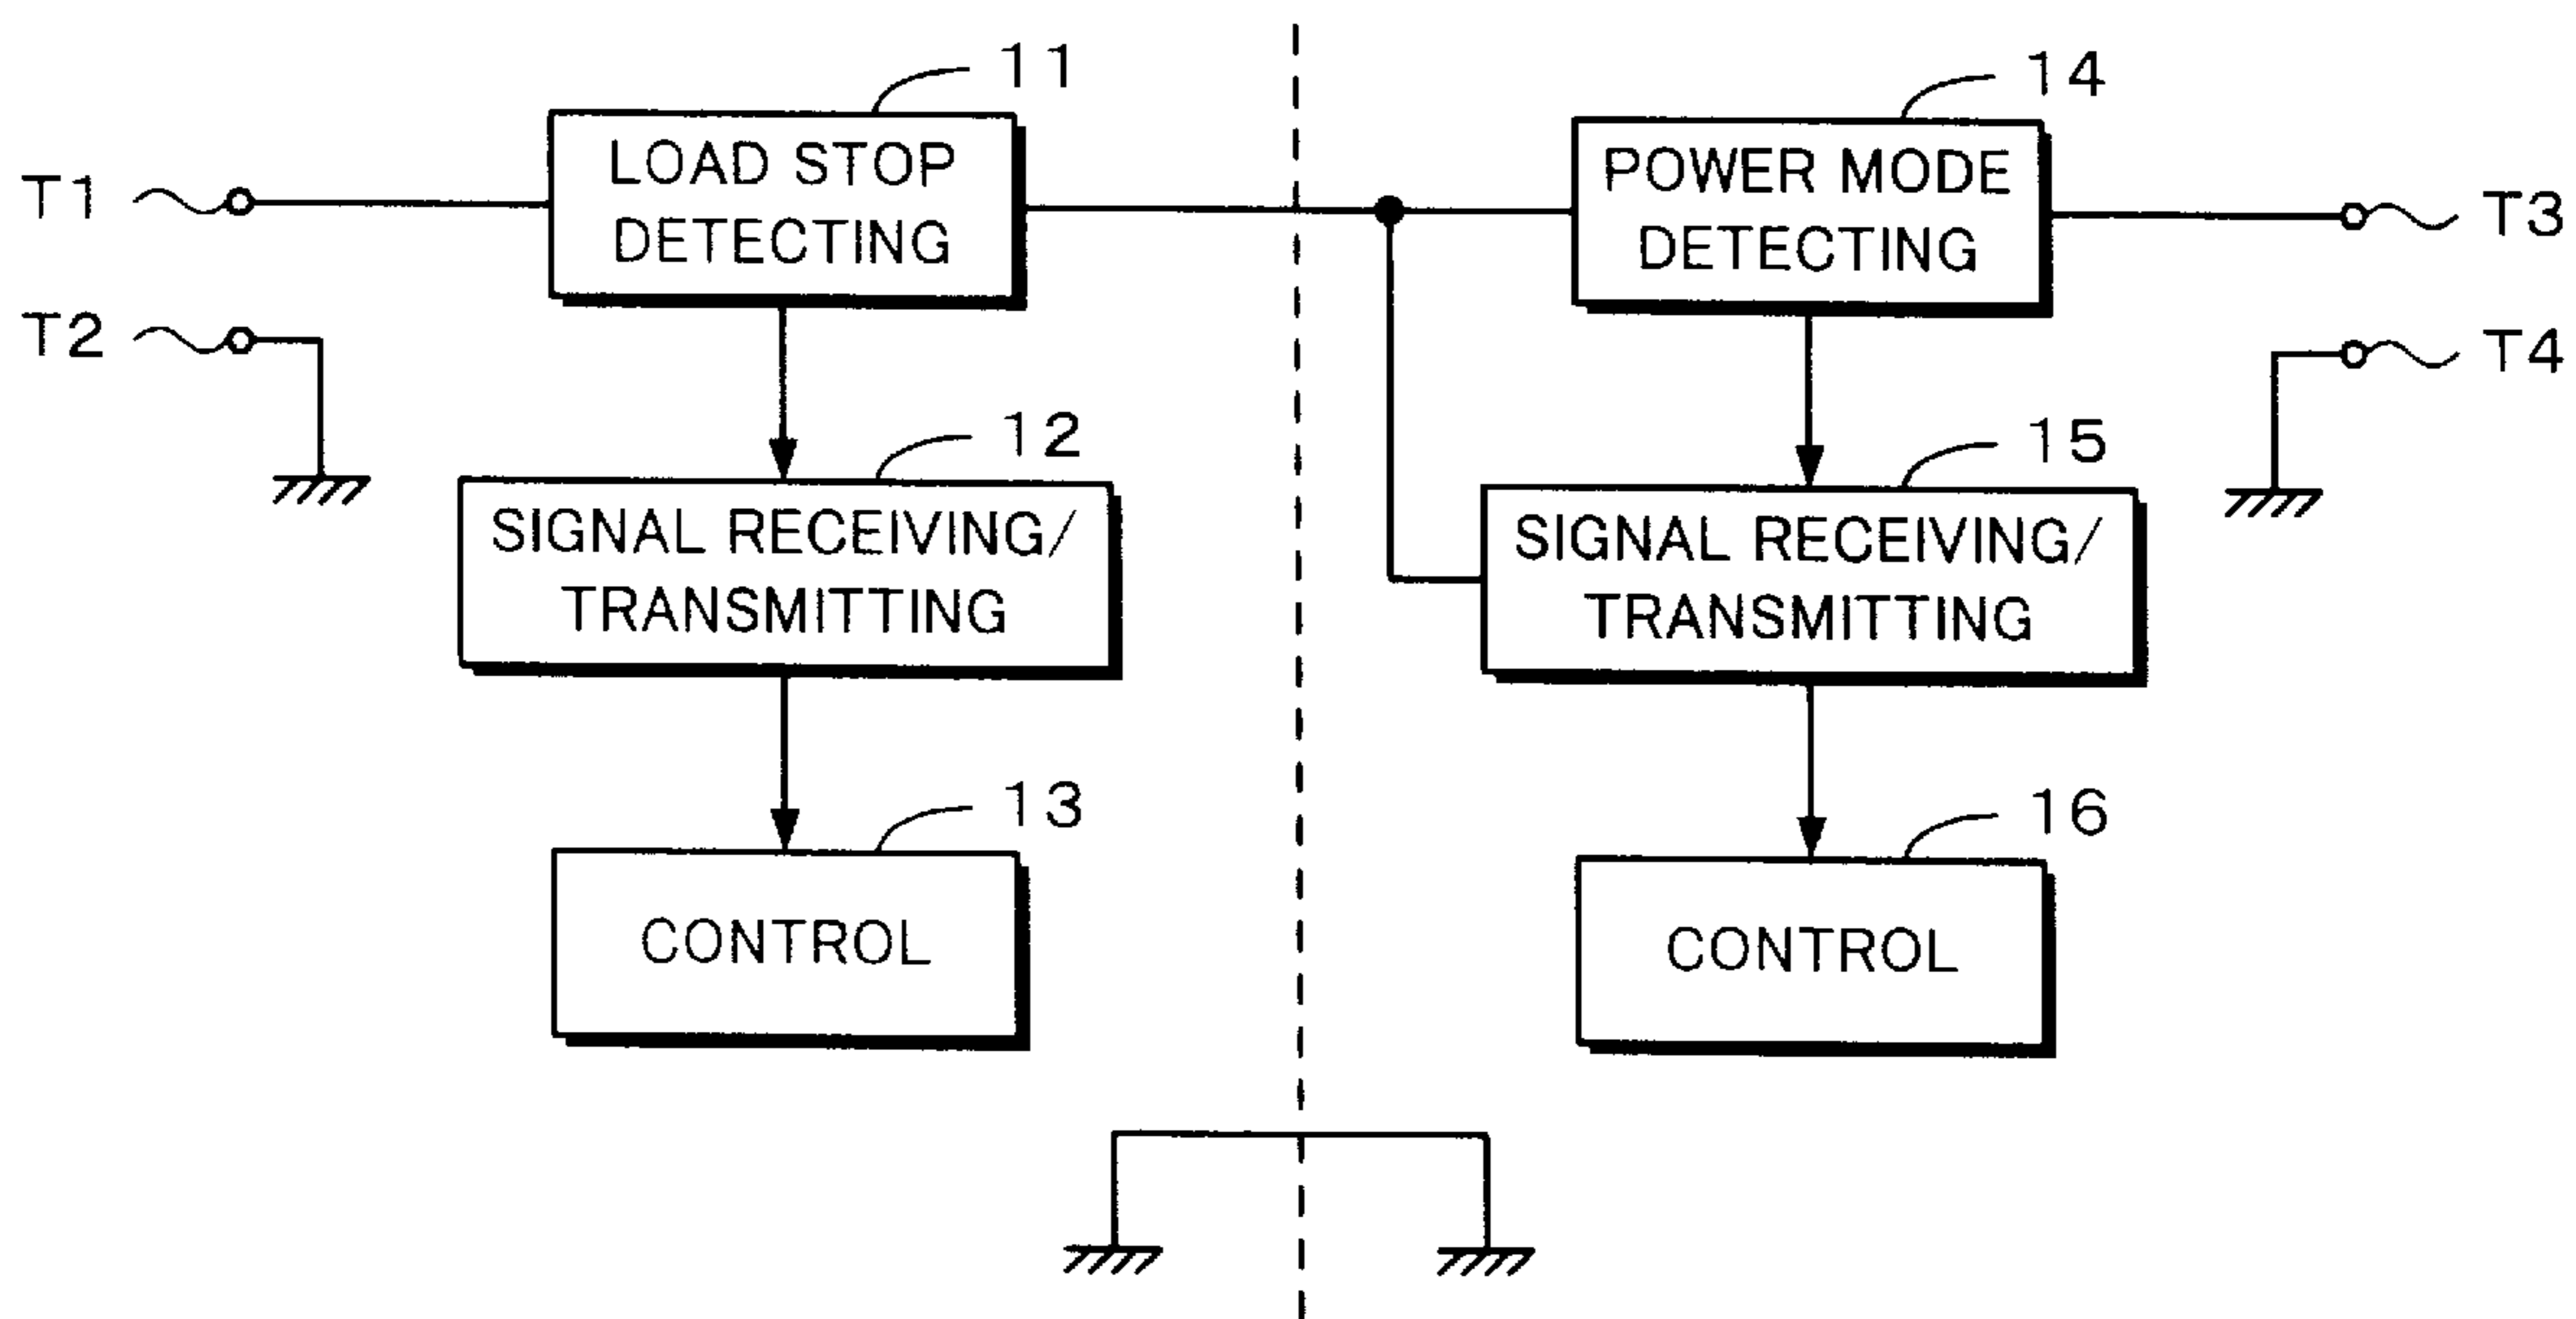 11
14
LOAD STOP
DETECTING
POWER MODE
DETECTING
T1
T3
T2
T4
12
15
SIGNAL RECEIVING/
TRANSMITTING
SIGNAL RECEIVING/
TRANSMITTING
13
16
CONTROL
CONTROL